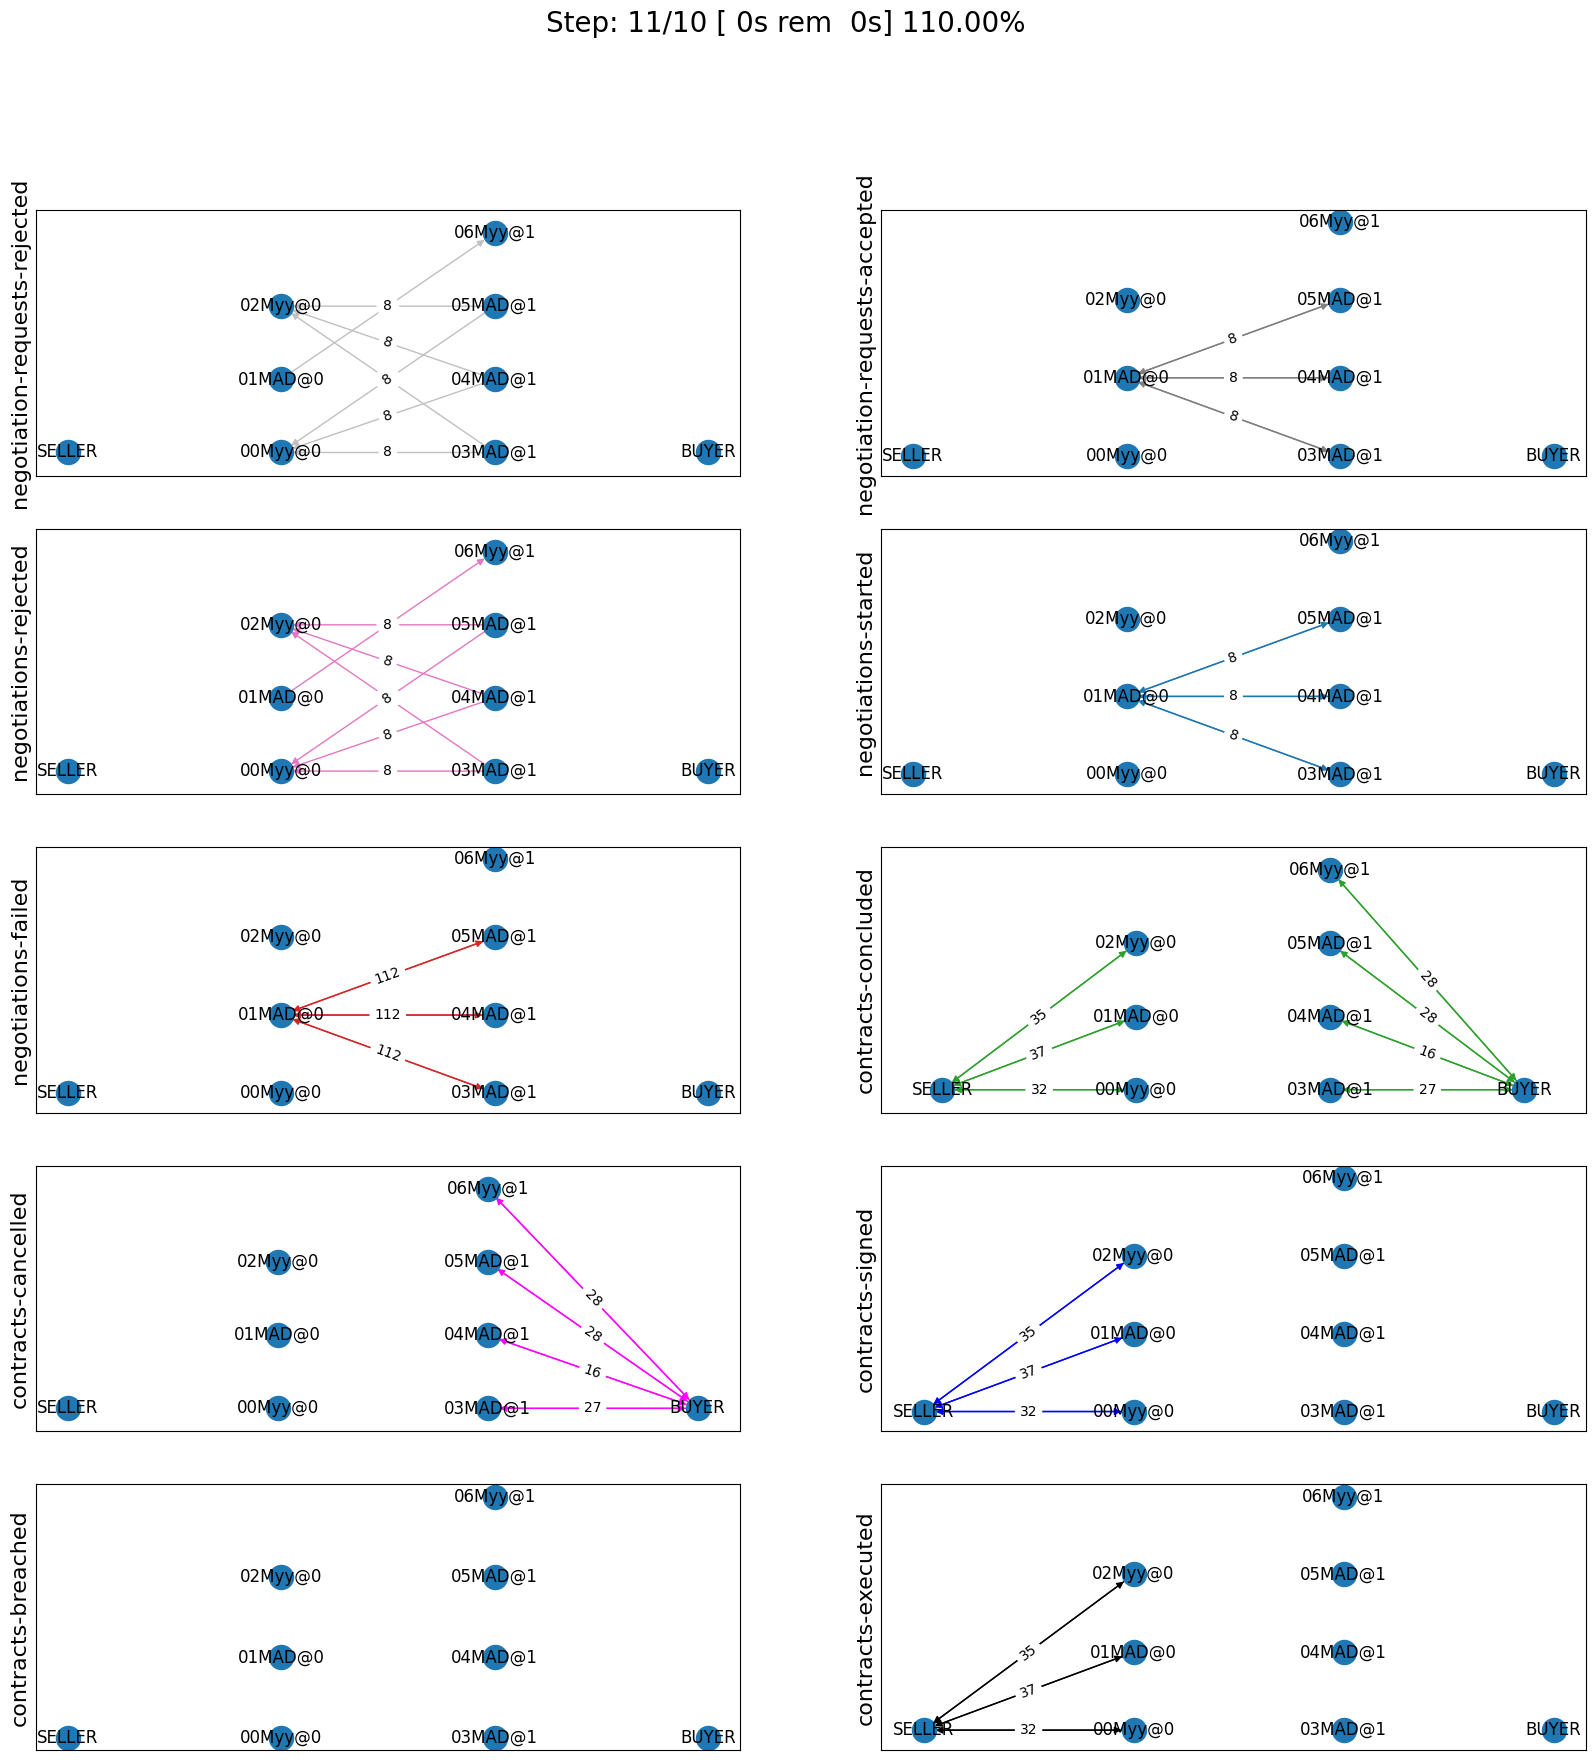 Step: 11/10 [ 0s rem  0s] 110.00%
negotiation-requests-rejected
06Myy@1
02Myy@0
8
05MAD@1
8
01MAD@0
8
04MAD@1
8
SELLER
00Myy@0
8
03MAD@1
BUYER
negotiation-requests-accepted
06Myy@1
02Myy@0
05MAD@1
8
01MAD@0
8
04MAD@1
8
SELLER
00Myy@0
03MAD@1
BUYER
negotiations-rejected
06Myy@1
02Myy@0
8
05MAD@1
8
01MAD@0
8
04MAD@1
8
SELLER
00Myy@0
8
03MAD@1
BUYER
negotiations-started
06Myy@1
02Myy@0
05MAD@1
8
01MAD@0
8
04MAD@1
8
SELLER
00Myy@0
03MAD@1
BUYER
negotiations-failed
06Myy@1
02Myy@0
05MAD@1
112
01MAD@0
112
04MAD@1
112
SELLER
00Myy@0
03MAD@1
BUYER
contracts-concluded
06Myy@1
02Myy@0
05MAD@1
28
35
01MAD@0
04MAD@1
28
37
16
SELLER
32
00Myy@0
03MAD@1
27
BUYER
contracts-cancelled
06Myy@1
02Myy@0
05MAD@1
28
01MAD@0
04MAD@1
28
16
SELLER
00Myy@0
03MAD@1
27
BUYER
contracts-signed
06Myy@1
02Myy@0
05MAD@1
35
01MAD@0
04MAD@1
37
SELLER
32
00Myy@0
03MAD@1
BUYER
contracts-breached
06Myy@1
02Myy@0
05MAD@1
01MAD@0
04MAD@1
SELLER
00Myy@0
03MAD@1
BUYER
contracts-executed
06Myy@1
02Myy@0
05MAD@1
35
01MAD@0
04MAD@1
37
SELLER
32
00Myy@0
03MAD@1
BUYER